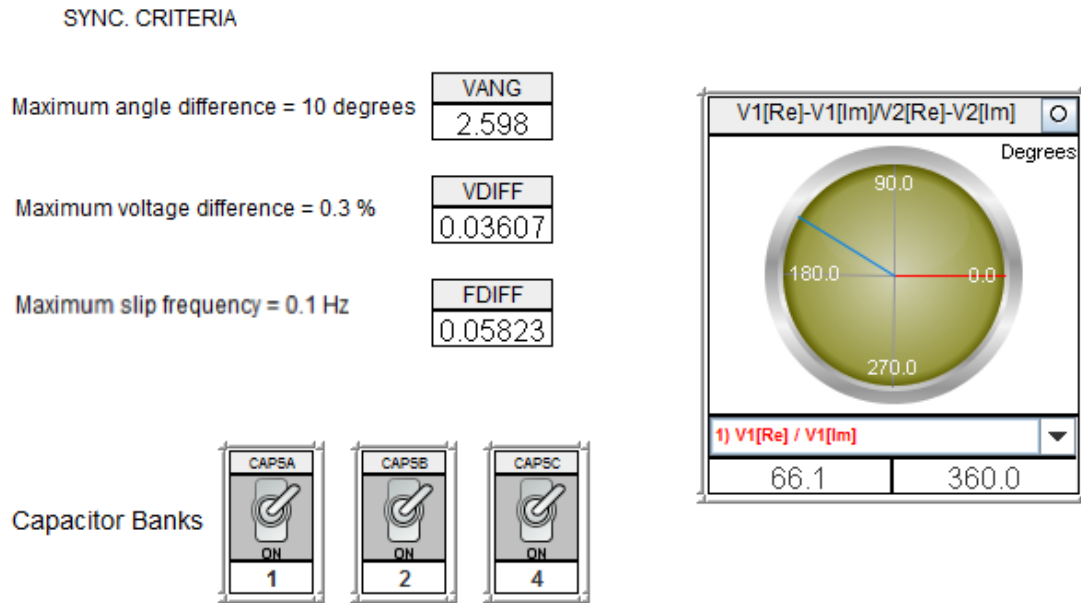 SYNC. CRITERIA
Maximum angle difference = 10 degrees
VANG
2.598
Maximum voltage difference = 0.3 %
VDIFF
0.03607
Maximum slip frequency = 0.1 Hz
FDIFF
0.05823
V1[Re]-V1[Im]/V2[Re]-V2[Im]
Degrees
90.0
180.0
0.0
270.0
1) V1[Re] / V1[Im]
66.1
360.0
Capacitor Banks
CAPSA
ON
1
CAPSB
ON
2
CAPSC
ON
4